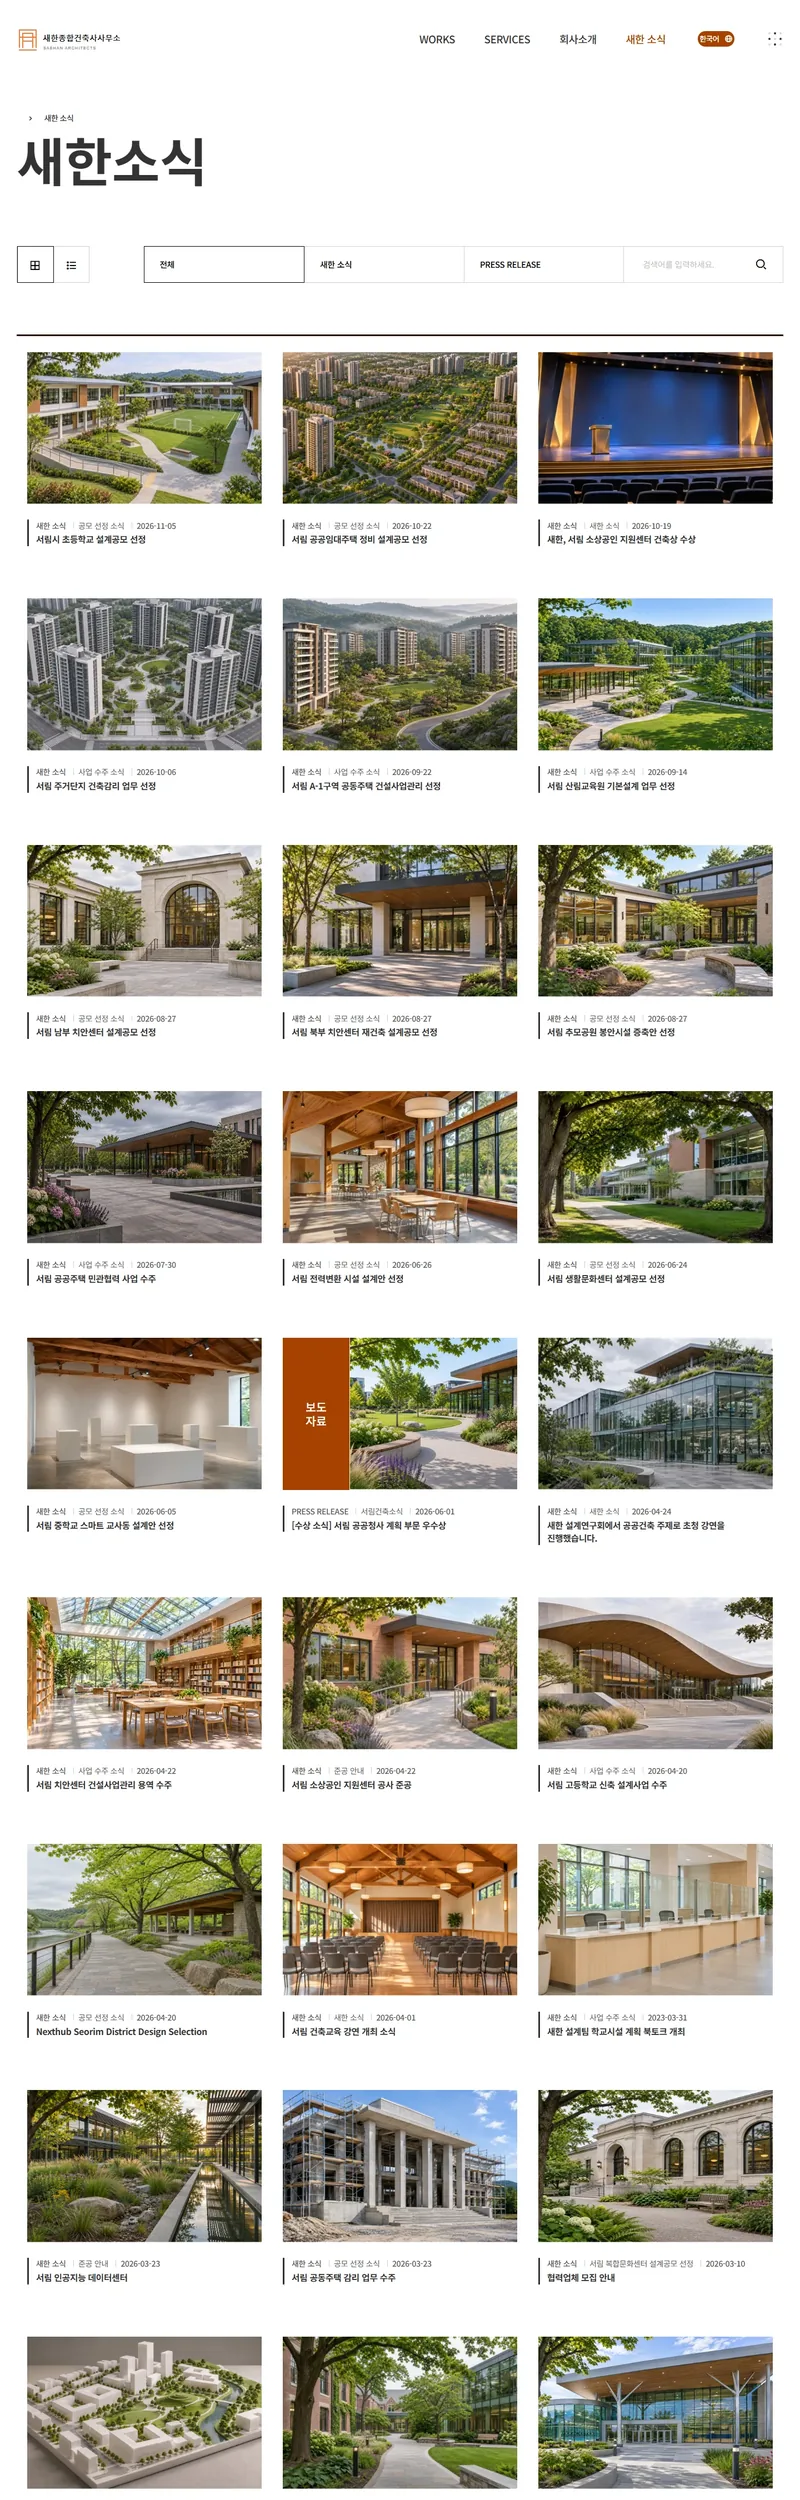 새한종합건축사사무소
SAEHAN ARCHITECTS
WORKS
SERVICES
회사소개
새한 소식
한국어
새한 소식
새한소식
전체
새한 소식
PRESS RELEASE
검색어를 입력하세요.
새한 소식 공모 선정 소식 2026-11-05
서림시 초등학교 설계공모 선정
새한 소식 공모 선정 소식 2026-10-22
서림 공공임대주택 정비 설계공모 선정
새한 소식 새한 소식 2026-10-19
새한, 서림 소상공인 지원센터 건축상 수상
새한 소식 사업 수주 소식 2026-10-06
서림 주거단지 건축감리 업무 선정
새한 소식 사업 수주 소식 2026-09-22
서림 A-1구역 공동주택 건설사업관리 선정
새한 소식 사업 수주 소식 2026-09-14
서림 산림교육원 기본설계 업무 선정
새한 소식 공모 선정 소식 2026-08-27
서림 남부 치안센터 설계공모 선정
새한 소식 공모 선정 소식 2026-08-27
서림 북부 치안센터 재건축 설계공모 선정
새한 소식 공모 선정 소식 2026-08-27
서림 추모공원 봉안시설 증축안 선정
새한 소식 사업 수주 소식 2026-07-30
서림 공공주택 민관협력 사업 수주
새한 소식 공모 선정 소식 2026-06-26
서림 전력변환 시설 설계안 선정
새한 소식 공모 선정 소식 2026-06-24
서림 생활문화센터 설계공모 선정
새한 소식 공모 선정 소식 2026-06-05
서림 중학교 스마트 교사동 설계안 선정
보도
자료
PRESS RELEASE 서림건축소식 2026-06-01
[수상 소식] 서림 공공청사 계획 부문 우수상
새한 소식 새한 소식 2026-04-24
새한 설계연구회에서 공공건축 주제로 초청 강연을
진행했습니다.
새한 소식 사업 수주 소식 2026-04-22
서림 치안센터 건설사업관리 용역 수주
새한 소식 준공 안내 2026-04-22
서림 소상공인 지원센터 공사 준공
새한 소식 사업 수주 소식 2026-04-20
서림 고등학교 신축 설계사업 수주
새한 소식 공모 선정 소식 2026-04-20
Nexthub Seorim District Design Selection
새한 소식 새한 소식 2026-04-01
서림 건축교육 강연 개최 소식
새한 소식 사업 수주 소식 2023-03-31
새한 설계팀 학교시설 계획 북토크 개최
새한 소식 준공 안내 2026-03-23
서림 인공지능 데이터센터
새한 소식 공모 선정 소식 2026-03-23
서림 공동주택 감리 업무 수주
새한 소식 서림 복합문화센터 설계공모 선정 2026-03-10
협력업체 모집 안내